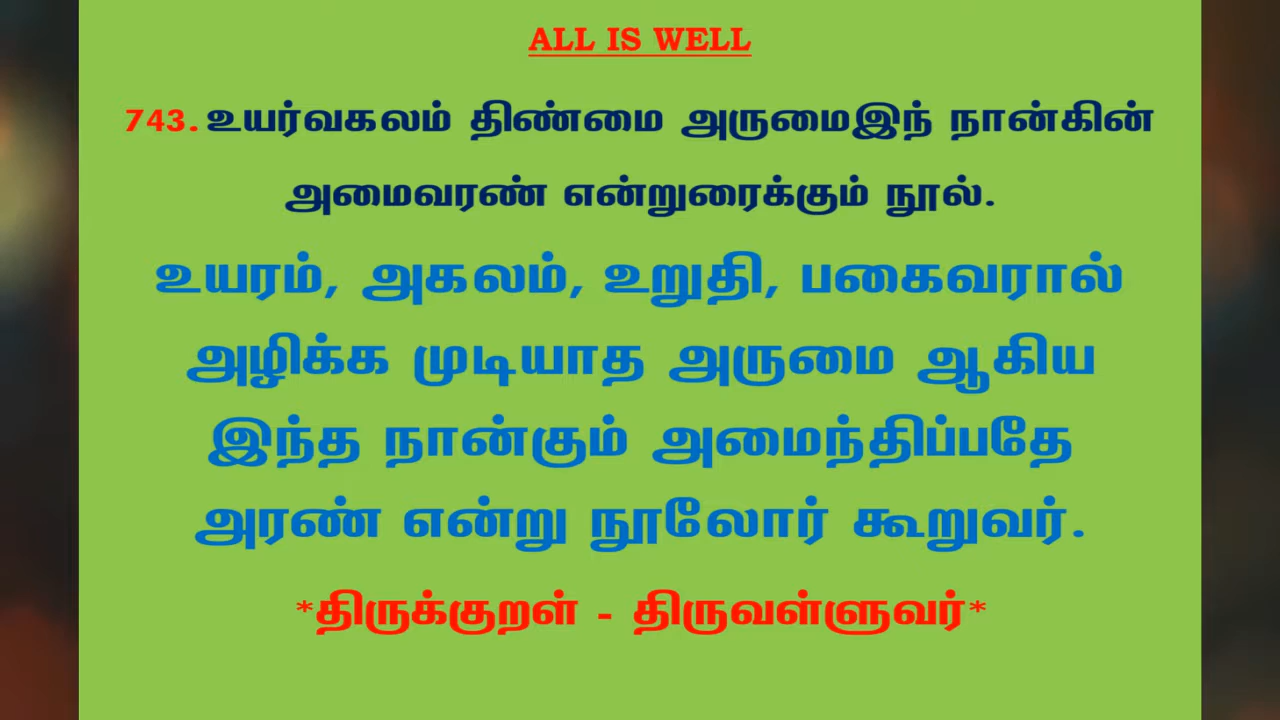 ALL IS WELL
743. உயர்வகலம் திண்மை அருமைஇந் நான்கின்
அமைவரண் என்றுரைக்கும் நூல்.
உயரம், அகலம், உறுதி, பகைவரால்
அழிக்க முடியாத அருமை ஆகிய
இந்த நான்கும் அமைந்திப்பதே
அரண் என்று நூலோர் கூறுவர்.
*திருக்குறள் - திருவள்ளுவர்*